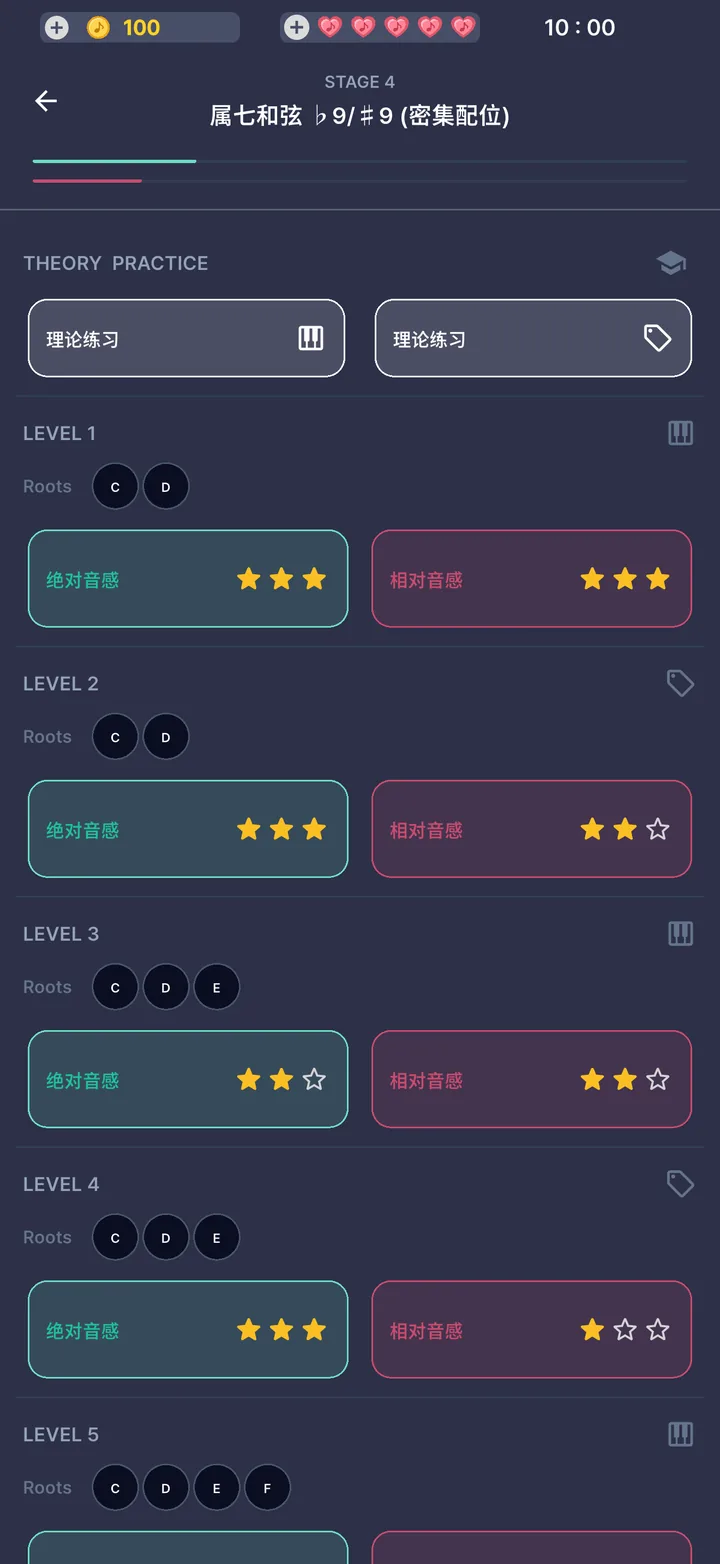 100 10 : 00
STAGE 4
属七和弦 ♭9/♯9 (密集配位)
THEORY PRACTICE
理论练习 理论练习
LEVEL 1
Roots C D
绝对音感 相对音感
LEVEL 2
Roots C D
绝对音感 相对音感
LEVEL 3
Roots C D E
绝对音感 相对音感
LEVEL 4
Roots C D E
绝对音感 相对音感
LEVEL 5
Roots C D E F